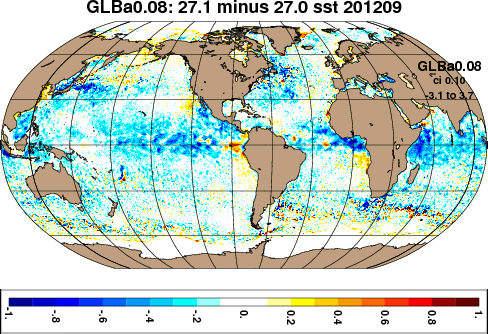 GLBa0.08: 27.1 minus 27.0 sst 201209
GLBa0.08
ci 0.10
-3.1 to 3.7
-1. -.8 -.6 -.4 -.2 0. 0.2 0.4 0.6 0.8 1.